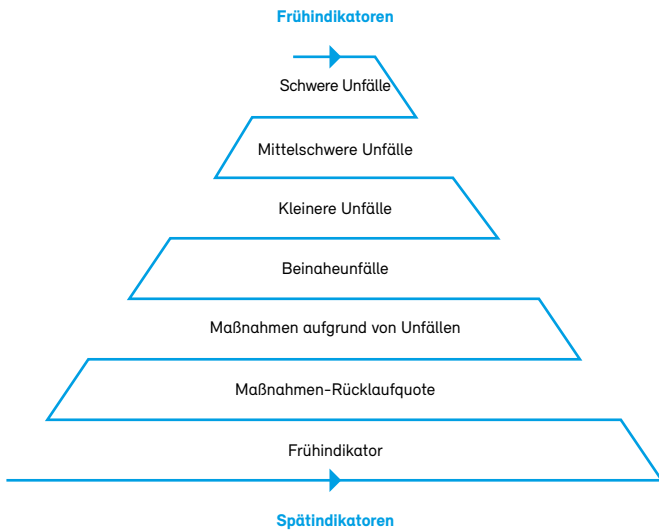 Frühindikatoren
Schwere Unfälle
Mittelschwere Unfälle
Kleinere Unfälle
Beinaheunfälle
Maßnahmen aufgrund von Unfällen
Maßnahmen-Rücklaufquote
Frühindikator
Spätindikatoren